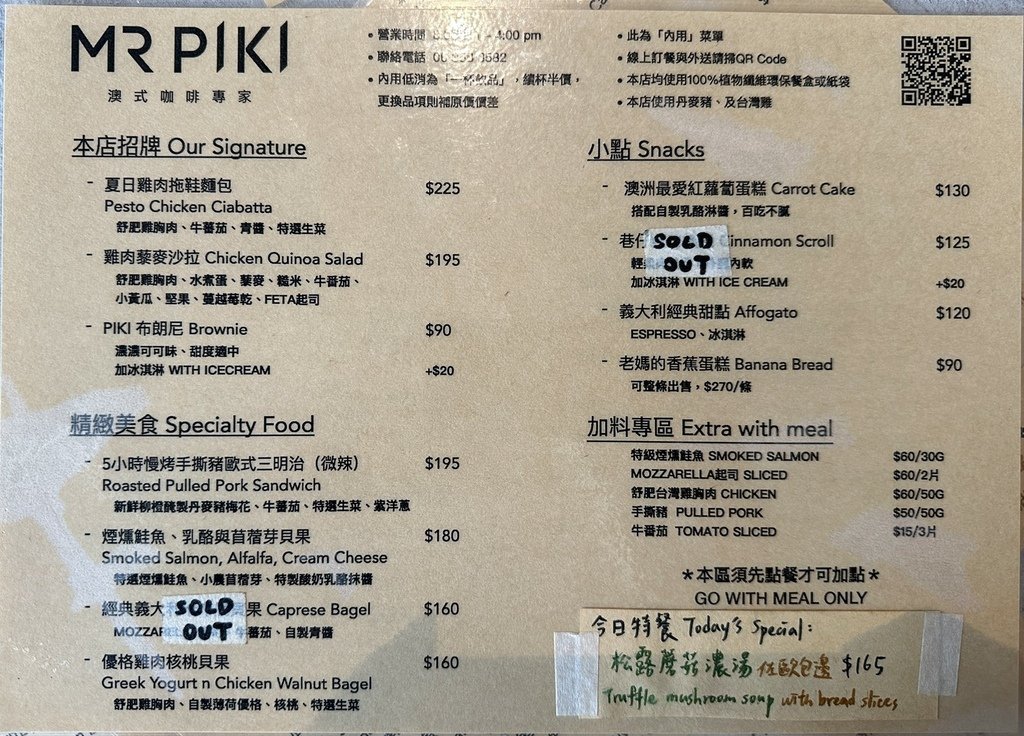 MR PIKI
澳式咖啡專家
• 營業時間 4:00 pm
• 聯絡電話
• 內用低消為「一杯飲品」，續杯半價，
更換品項則補原價價差
• 此為「內用」菜單
• 線上訂餐與外送請掃QR Code
• 本店均使用100%植物纖維環保餐盒或紙袋
• 本店使用丹麥豬、及台灣雞
本店招牌 Our Signature
- 夏日雞肉拖鞋麵包 $225
Pesto Chicken Ciabatta
舒肥雞胸肉、牛蕃茄、青醬、特選生菜
- 雞肉藜麥沙拉 Chicken Quinoa Salad $195
舒肥雞胸肉、水煮蛋、藜麥、糙米、牛番茄、
小黃瓜、堅果、蔓越莓乾、FETA起司
- PIKI 布朗尼 Brownie $90
濃濃可可味、甜度適中
加冰淇淋 WITH ICECREAM +$20
精緻美食 Specialty Food
- 5小時慢烤手撕豬歐式三明治（微辣） $195
Roasted Pulled Pork Sandwich
新鮮柳橙醃製丹麥豬梅花、牛蕃茄、特選生菜、紫洋蔥
- 煙燻鮭魚、乳酪與苜蓿芽貝果 $180
Smoked Salmon, Alfalfa, Cream Cheese
特選煙燻鮭魚、小農苜蓿芽、特製酸奶乳酪抹醬
- 經典義大 果 Caprese Bagel $160
SOLD
OUT
牛蕃茄、自製青醬
- 優格雞肉核桃貝果 $160
Greek Yogurt n Chicken Walnut Bagel
舒肥雞胸肉、自製薄荷優格、核桃、特選生菜
小點 Snacks
- 澳洲最愛紅蘿蔔蛋糕 Carrot Cake $130
搭配自製乳酪淋醬，百吃不膩
- 巷仔 Cinnamon Scroll $125
SOLD
OUT
內軟
加冰淇淋 WITH ICE CREAM +$20
- 義大利經典甜點 Affogato $120
ESPRESSO、冰淇淋
- 老媽的香蕉蛋糕 Banana Bread $90
可整條出售，$270/條
加料專區 Extra with meal
特級煙燻鮭魚 SMOKED SALMON $60/30G
MOZZARELLA起司 SLICED $60/2片
舒肥台灣雞胸肉 CHICKEN $60/50G
手撕豬 PULLED PORK $50/50G
牛番茄 TOMATO SLICED $15/3片
＊本區須先點餐才可加點＊
GO WITH MEAL ONLY
今日特餐 Today's Special:
松露蘑菇濃湯 佐歐包邊 $165
Truffle mushroom soup with bread slices